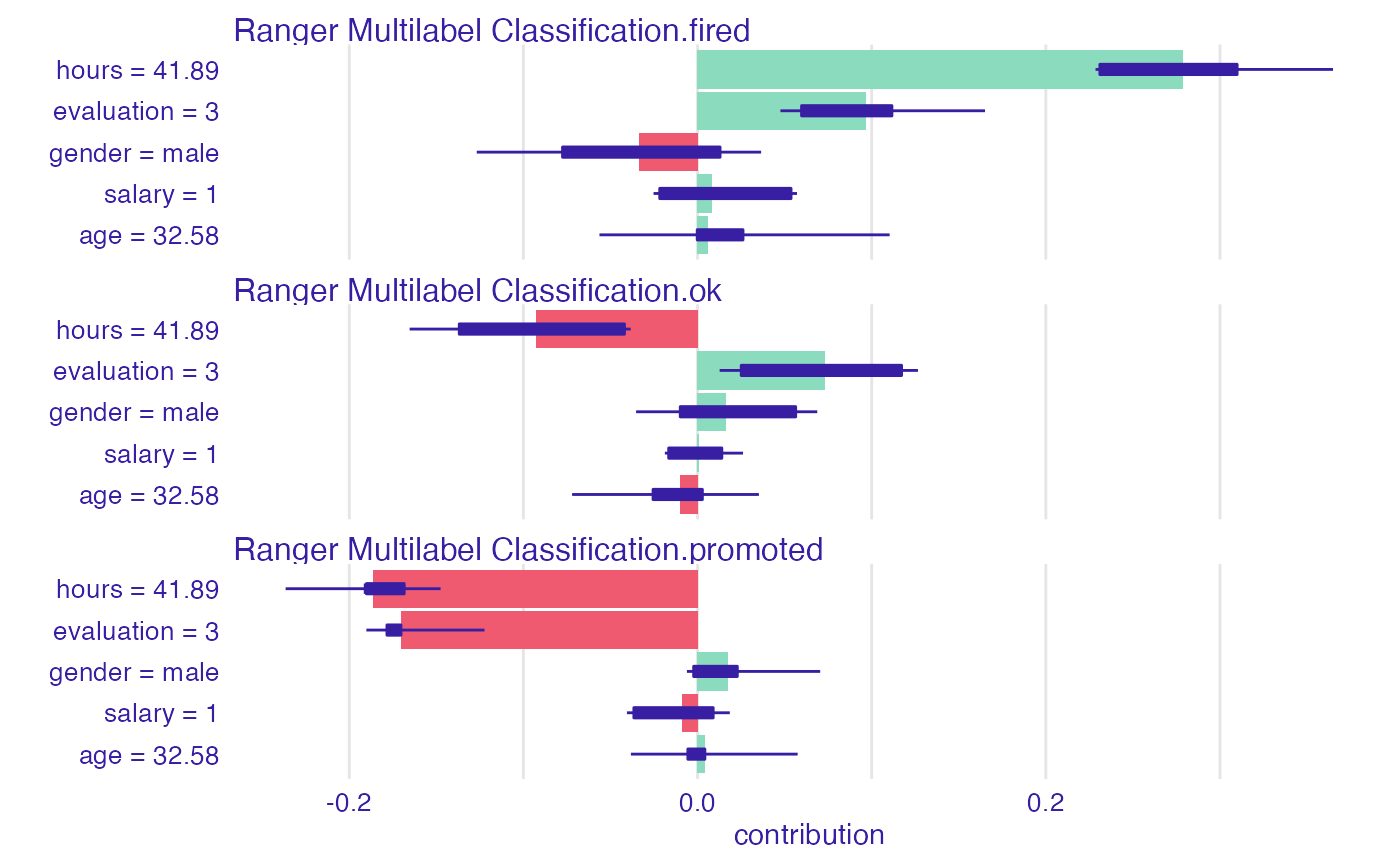 Ranger Multilabel Classification.fired
hours = 41.89
evaluation = 3
gender = male
salary = 1
age = 32.58
Ranger Multilabel Classification.ok
hours = 41.89
evaluation = 3
gender = male
salary = 1
age = 32.58
Ranger Multilabel Classification.promoted
hours = 41.89
evaluation = 3
gender = male
salary = 1
age = 32.58
-0.2 0.0 0.2
contribution